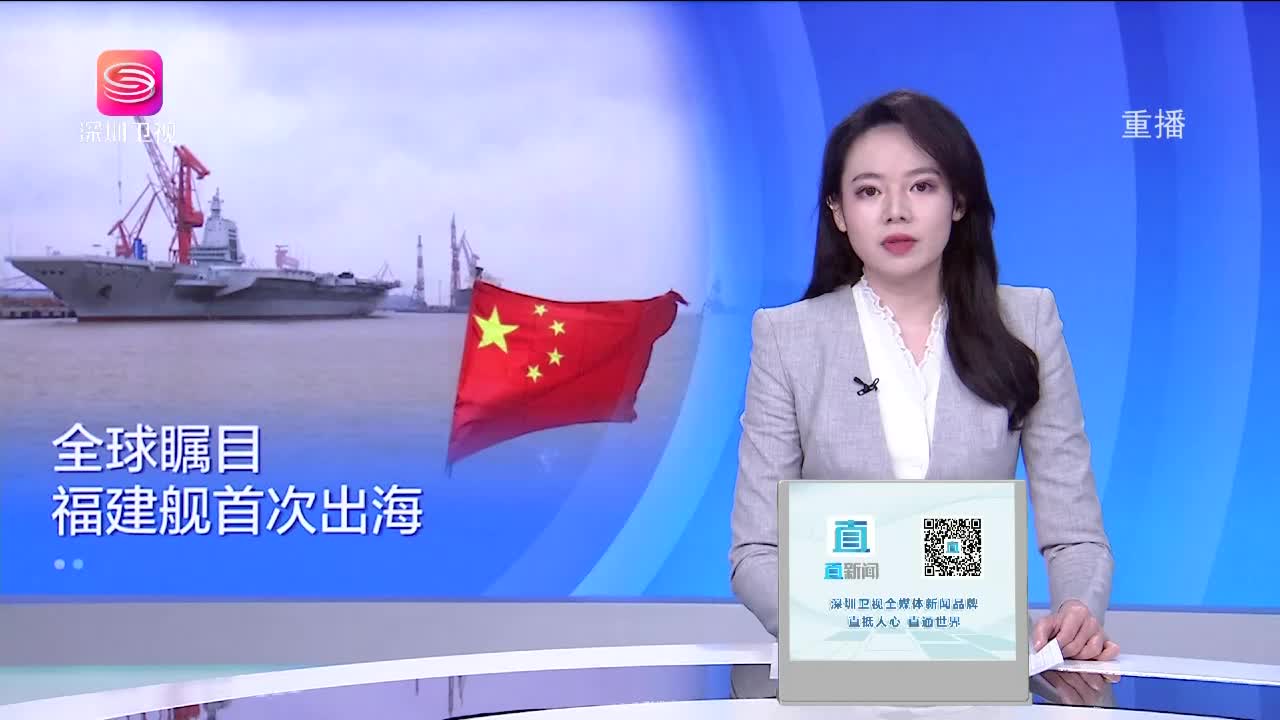 深圳卫视
重播
全球瞩目
福建舰首次出海
直
直新闻
直
深圳卫视全媒体新闻品牌
直抵人心 直通世界